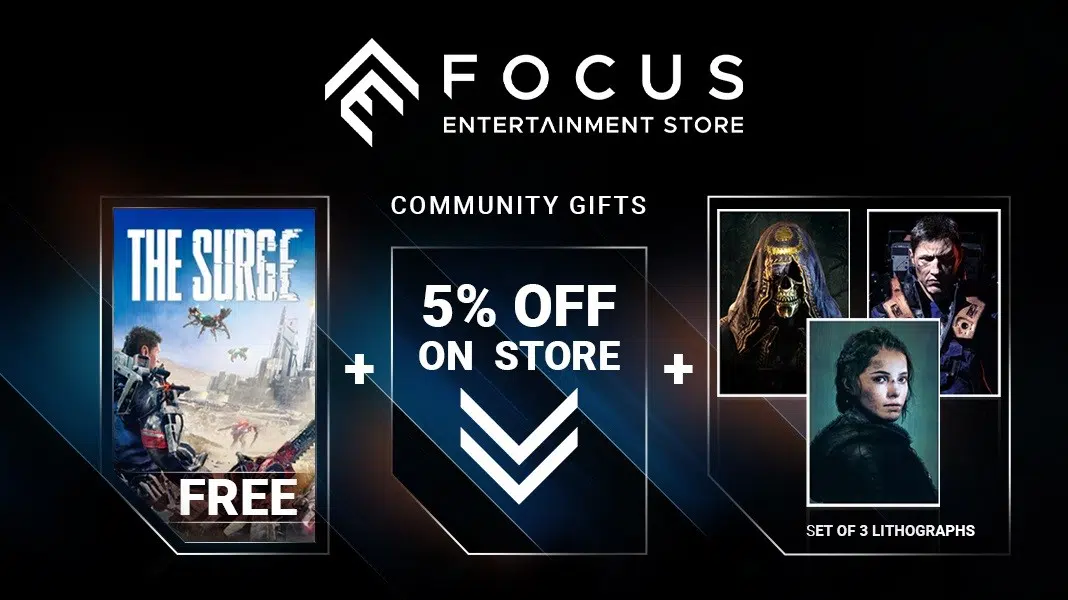 FOCUS
ENTERTAINMENT STORE
COMMUNITY GIFTS
THE SURGE
FREE
+
5% OFF
ON STORE
+
SET OF 3 LITHOGRAPHS